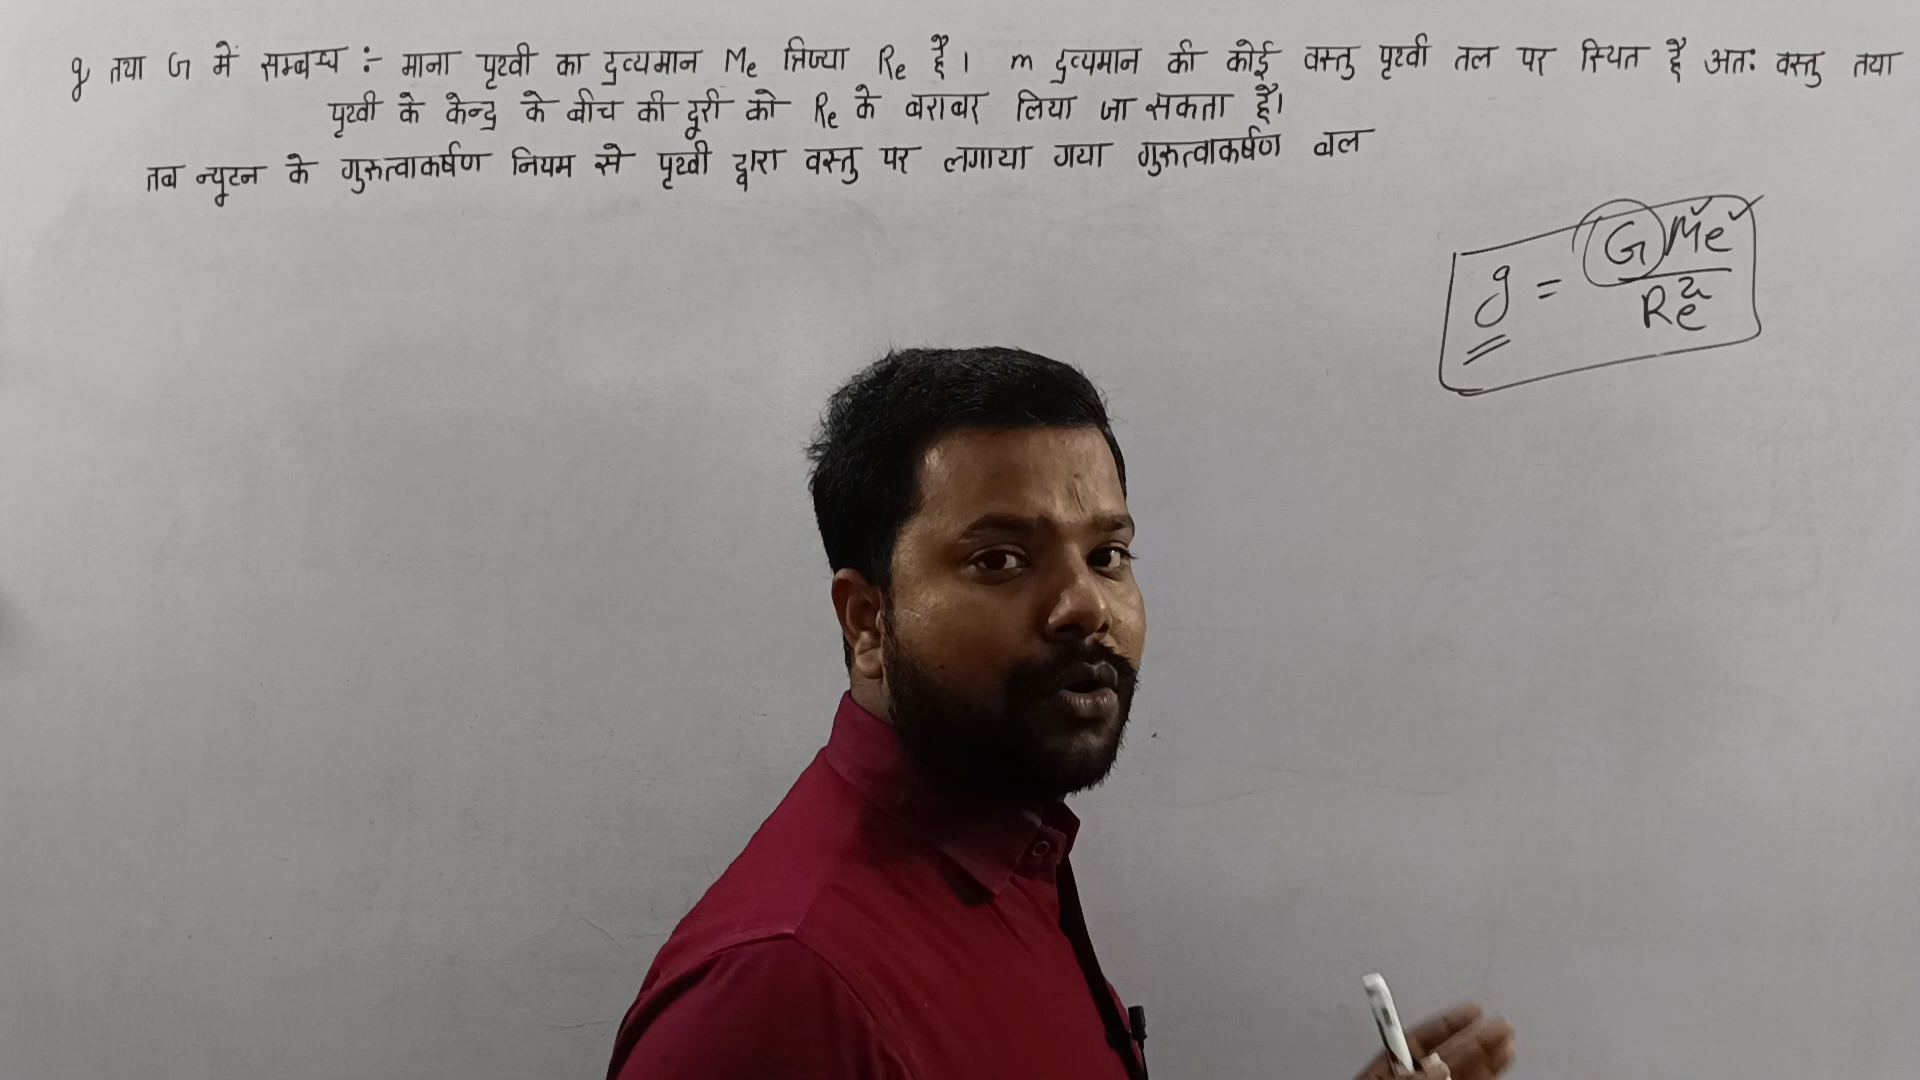 g तथा G में सम्बन्ध :- माना पृथ्वी का द्रव्यमान Me त्रिज्या Re है। m द्रव्यमान की कोई वस्तु पृथ्वी तल पर स्थित है अतः वस्तु तथा
पृथ्वी के केन्द्र के बीच की दूरी को Re के बराबर लिया जा सकता है।
तब न्यूटन के गुरुत्वाकर्षण नियम से पृथ्वी द्वारा वस्तु पर लगाया गया गुरुत्वाकर्षण बल
g = GMe / Re²